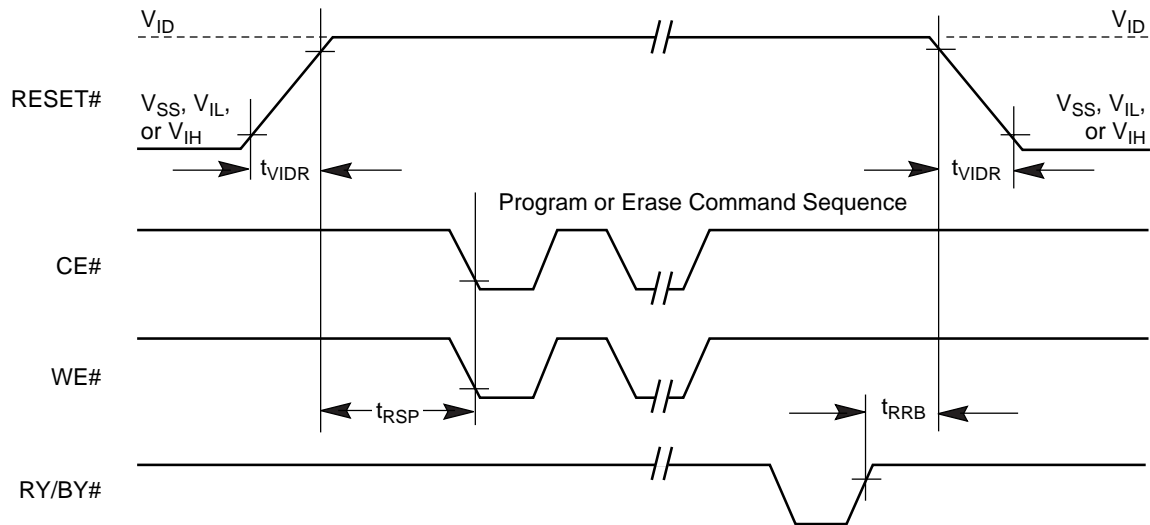 V_ID
V_ID
RESET#
V_SS, V_IL,
or V_IH
V_SS, V_IL,
or V_IH
t_VIDR
t_VIDR
Program or Erase Command Sequence
CE#
WE#
t_RSP
t_RRB
RY/BY#